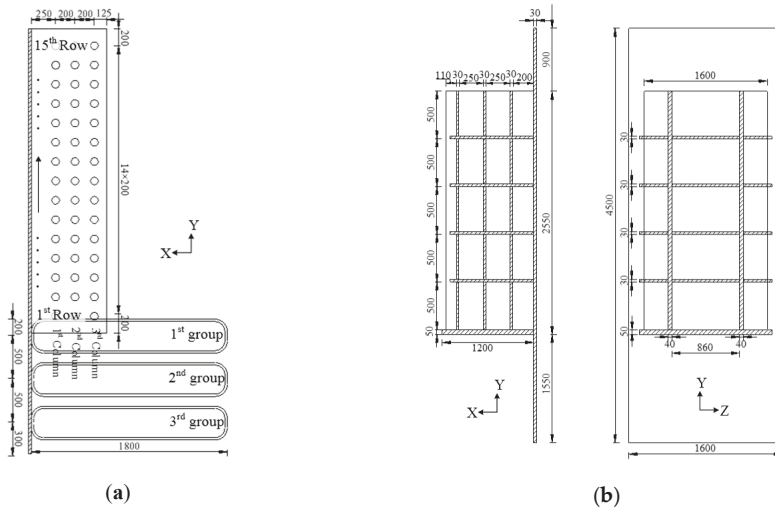 250 200 200 125
200
15th Row
14×200
X
Y
1st Row
200
1st Column
2nd Column
3rd Column
200
500
500
300
1st group
2nd group
3rd group
1800
(a)
30
900
110 30 250 30 250 30 200
500
500
500
500
500
50
2550
1200
1550
Y
X
4500
1600
30
30
30
30
50
40
40
860
Y
Z
1600
(b)